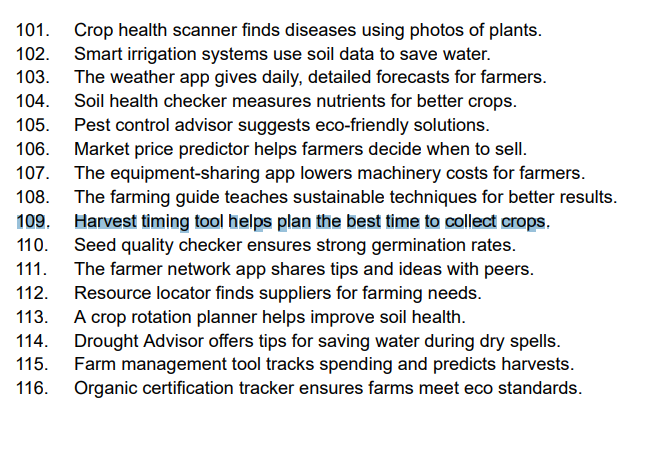 101. Crop health scanner finds diseases using photos of plants.
102. Smart irrigation systems use soil data to save water.
103. The weather app gives daily, detailed forecasts for farmers.
104. Soil health checker measures nutrients for better crops.
105. Pest control advisor suggests eco-friendly solutions.
106. Market price predictor helps farmers decide when to sell.
107. The equipment-sharing app lowers machinery costs for farmers.
108. The farming guide teaches sustainable techniques for better results.
109. Harvest timing tool helps plan the best time to collect crops.
110. Seed quality checker ensures strong germination rates.
111. The farmer network app shares tips and ideas with peers.
112. Resource locator finds suppliers for farming needs.
113. A crop rotation planner helps improve soil health.
114. Drought Advisor offers tips for saving water during dry spells.
115. Farm management tool tracks spending and predicts harvests.
116. Organic certification tracker ensures farms meet eco standards.